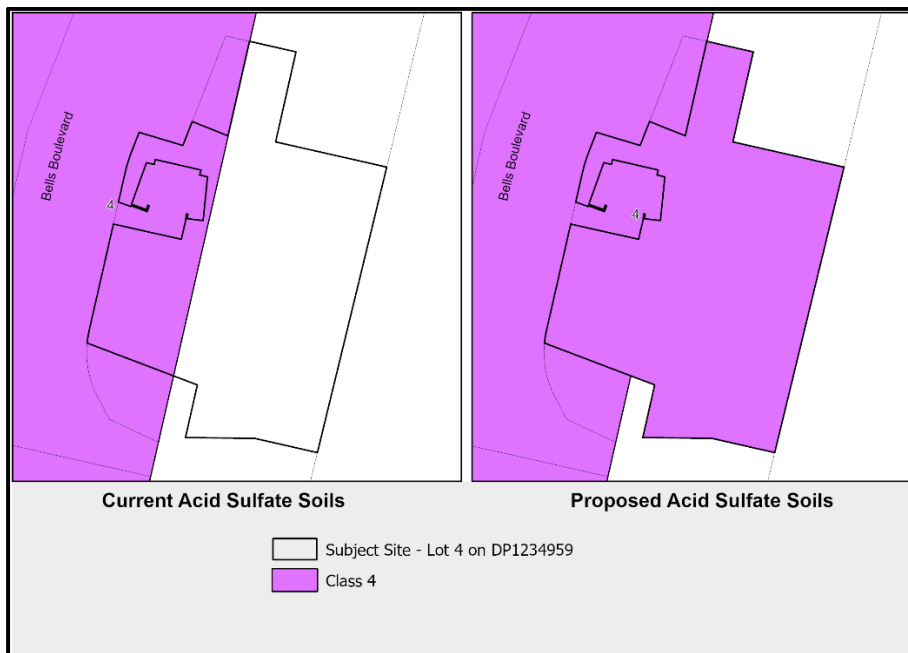 Bells Boulevard
4
Bells Boulevard
4
Current Acid Sulfate Soils
Proposed Acid Sulfate Soils
Subject Site - Lot 4 on DP1234959
Class 4